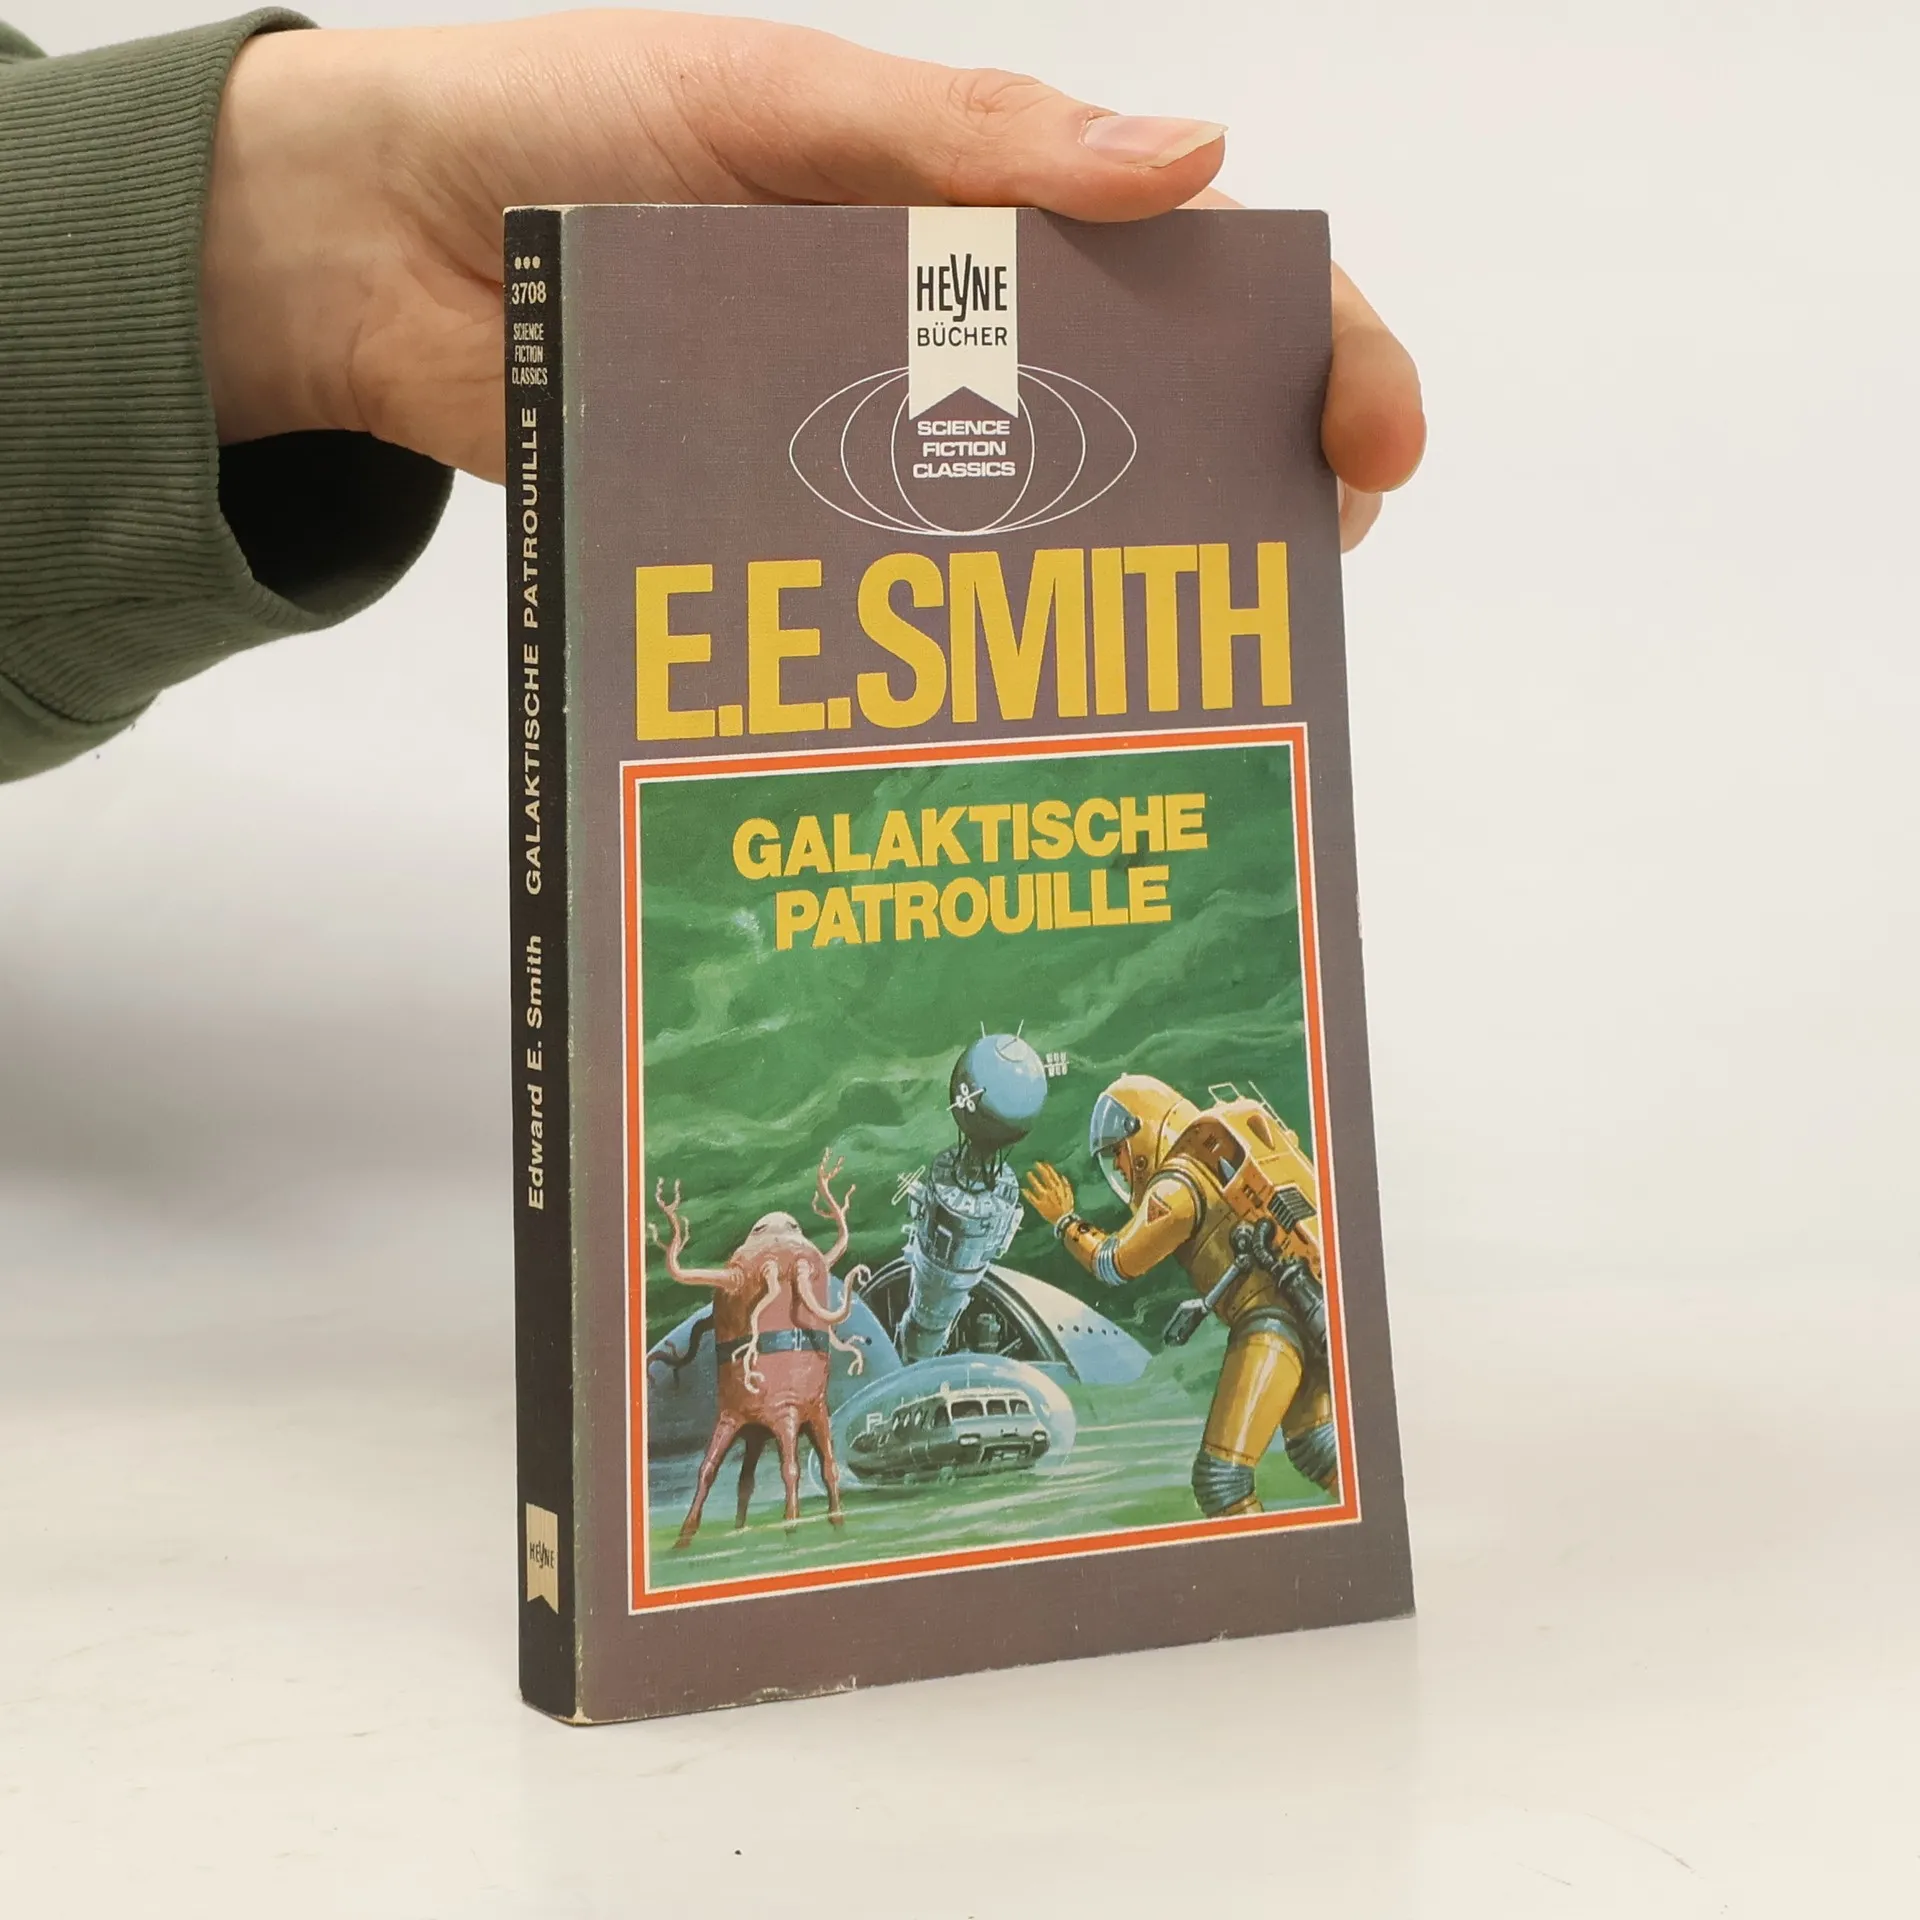 •••
3708
SCIENCE
FICTION
CLASSICS
Edward E. Smith GALAKTISCHE PATROUILLE
HEYNE
HEYNE
BÜCHER
SCIENCE
FICTION
CLASSICS
E.E.SMITH
GALAKTISCHE
PATROUILLE